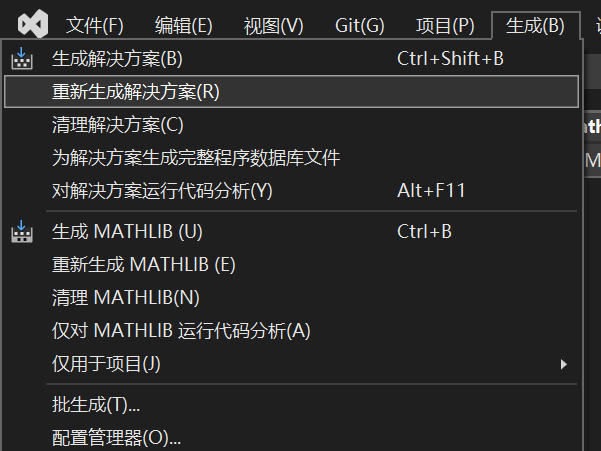 文件(F) 编辑(E) 视图(V) Git(G) 项目(P) 生成(B)
生成解决方案(B) Ctrl+Shift+B
重新生成解决方案(R)
清理解决方案(C)
为解决方案生成完整程序数据库文件
对解决方案运行代码分析(Y) Alt+F11
生成 MATHLIB (U) Ctrl+B
重新生成 MATHLIB (E)
清理 MATHLIB(N)
仅对 MATHLIB 运行代码分析(A)
仅用于项目(J)
批生成(T)...
配置管理器(O)...